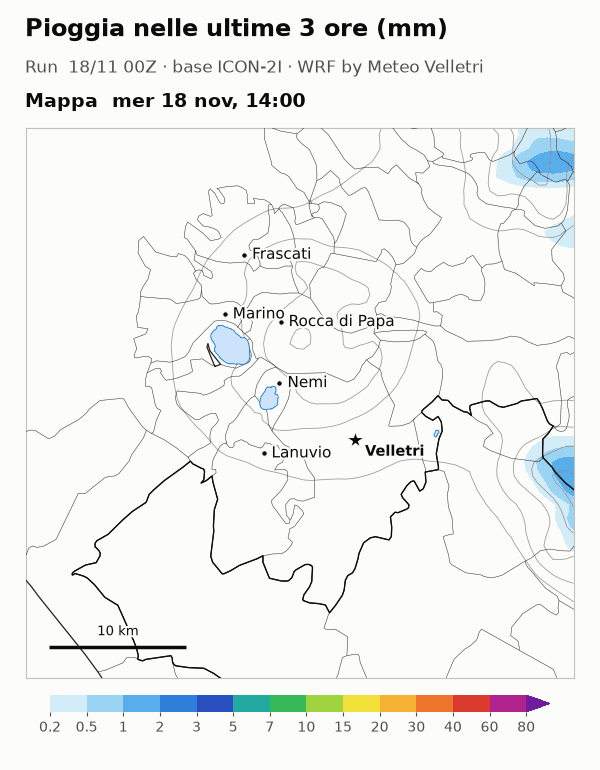 Pioggia nelle ultime 3 ore (mm)
Run  18/11 00Z · base ICON-2I · WRF by Meteo Velletri
Mappa  mer 18 nov, 14:00
Frascati
Marino
Rocca di Papa
Nemi
Velletri
Lanuvio
10 km
0.2 0.5 1 2 3 5 7 10 15 20 30 40 60 80